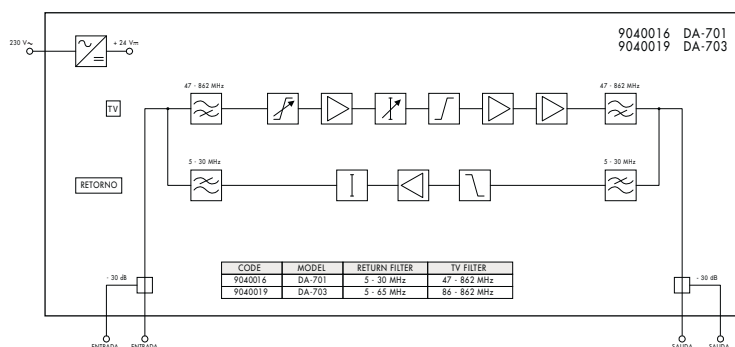 9040016 DA-701
9040019 DA-703
230 V~
+ 24 V
47 - 862 MHz
47 - 862 MHz
TV
5 - 30 MHz
5 - 30 MHz
RETORNO
- 30 dB
- 30 dB
CODE MODEL RETURN FILTER TV FILTER
9040016 DA-701 5 - 30 MHz 47 - 862 MHz
9040019 DA-703 5 - 65 MHz 86 - 862 MHz
ENTRADA ENTRADA SALIDA SALIDA